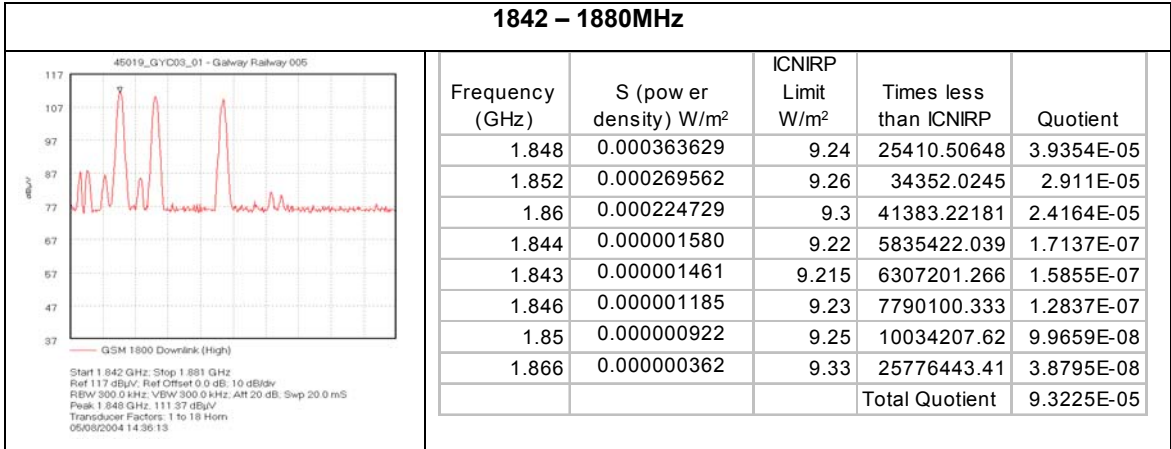 1842 – 1880MHz
45019_GYC03_01 - Galway Railway 005
117
107
97
87
77
67
57
47
37
dBµV
GSM 1800 Downlink (High)
Start 1.842 GHz; Stop 1.881 GHz
Ref 117 dBµV; Ref Offset 0.0 dB; 10 dB/div
RBW 300.0 kHz; VBW 300.0 kHz; Att 20 dB; Swp 20.0 mS
Peak 1.848 GHz, 111.37 dBµV
Transducer Factors: 1 to 18 Horn
05/08/2004 14:36:13
Frequency (GHz) S (pow er density) W/m² ICNIRP Limit W/m² Times less than ICNIRP Quotient
1.848 0.000363629 9.24 25410.50648 3.9354E-05
1.852 0.000269562 9.26 34352.0245 2.911E-05
1.86 0.000224729 9.3 41383.22181 2.4164E-05
1.844 0.000001580 9.22 5835422.039 1.7137E-07
1.843 0.000001461 9.215 6307201.266 1.5855E-07
1.846 0.000001185 9.23 7790100.333 1.2837E-07
1.85 0.000000922 9.25 10034207.62 9.9659E-08
1.866 0.000000362 9.33 25776443.41 3.8795E-08
Total Quotient 9.3225E-05